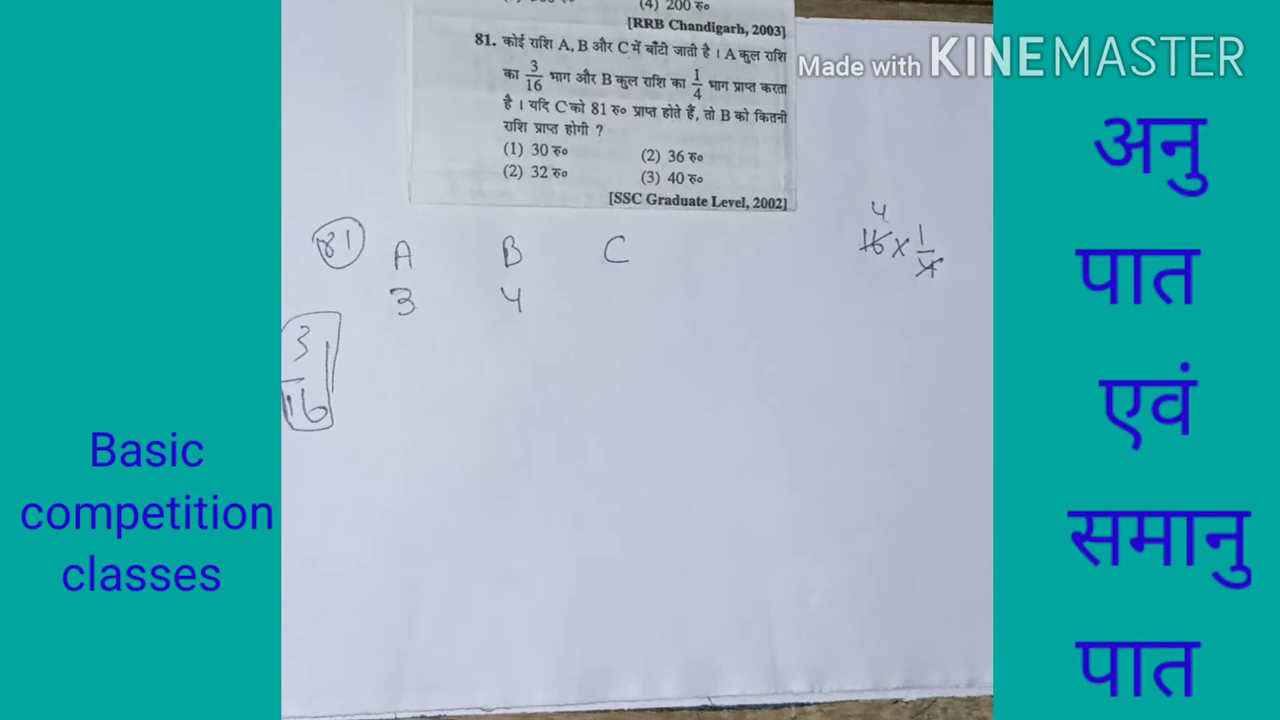 (4) 200 रु०
[RRB Chandigarh, 2003]
81. कोई राशि A, B और C में बाँटी जाती है । A कुल राशि
का 3/16 भाग और B कुल राशि का 1/4 भाग प्राप्त करता
है । यदि C को 81 रु० प्राप्त होते हैं, तो B को कितनी
राशि प्राप्त होगी ?
(1) 30 रु० (2) 36 रु०
(2) 32 रु० (3) 40 रु०
[SSC Graduate Level, 2002]
Made with KINEMASTER
81 A B C
3 4
3/16
4
16 × 1/4
Basic
competition
classes
अनु
पात
एवं
समानु
पात